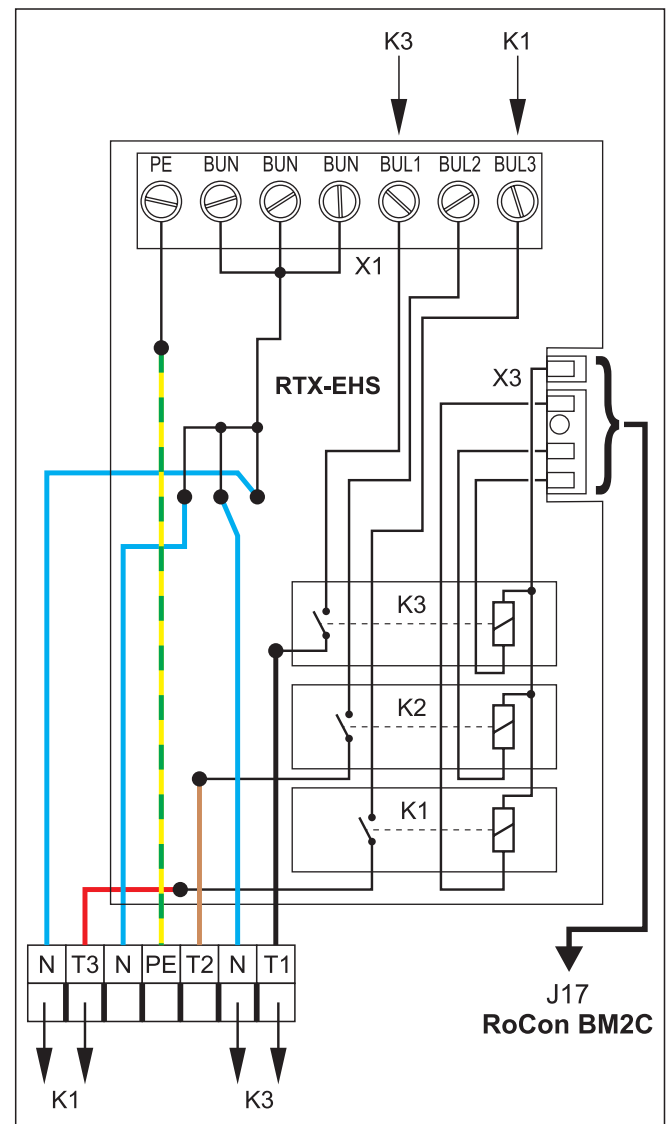 K3 K1
PE BUN BUN BUN BUL1 BUL2 BUL3
X1
X3
RTX-EHS
K3
K2
K1
N T3 N PE T2 N T1
J17
RoCon BM2C
K1 K3